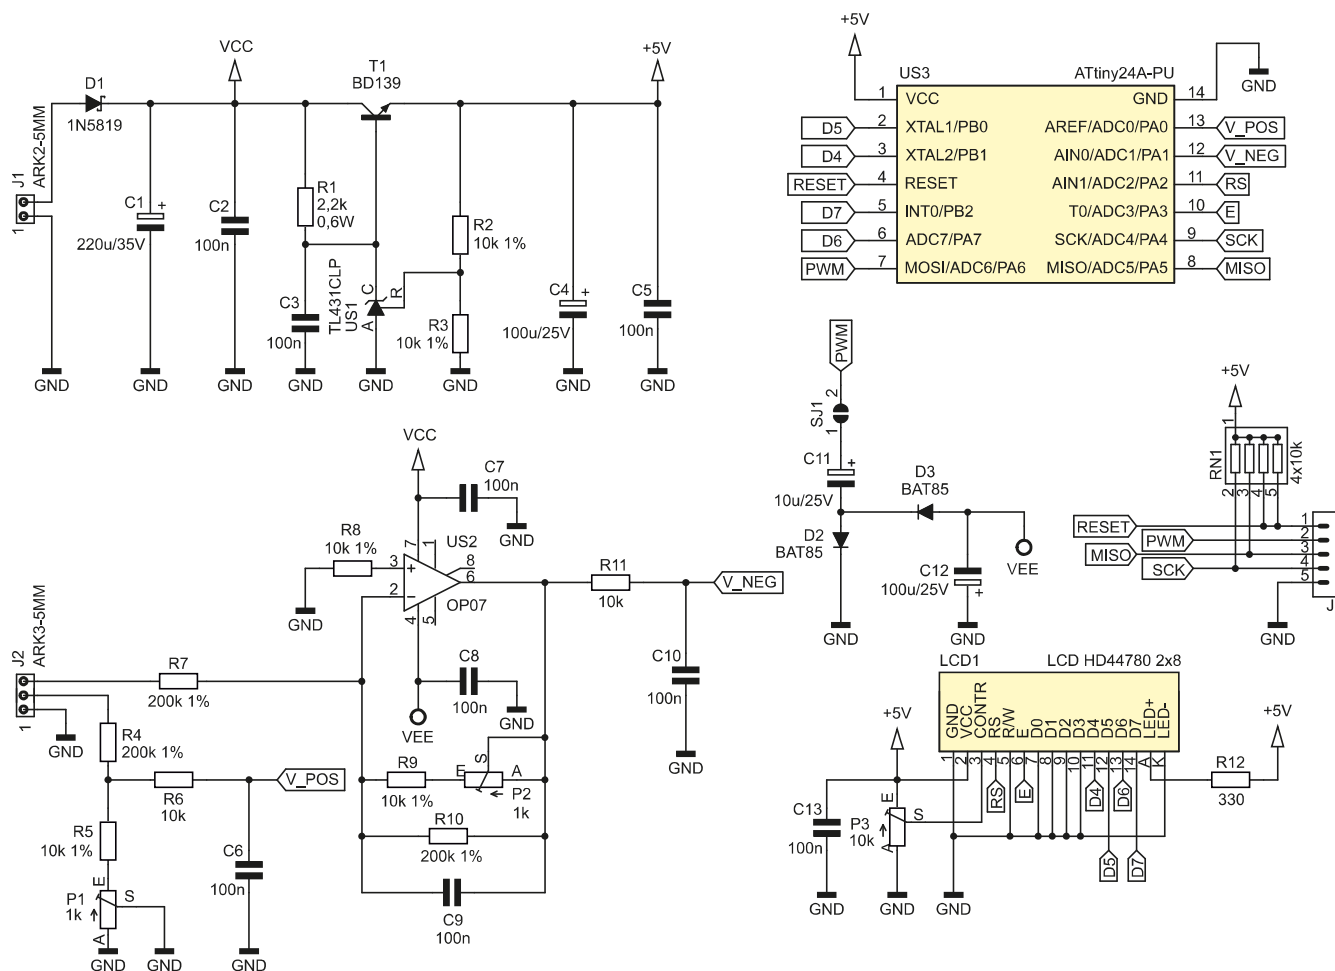 VCC
+5V
D1
T1
BD139
1N5819
J1
ARK2-5MM
1
C1
+
220u/35V
C2
100n
R1
2,2k
0,6W
R2
10k 1%
C3
100n
TL431CLP
US1
C
R
A
R3
10k 1%
C4
+
100u/25V
C5
100n
GND
GND
GND
GND
GND
GND
GND
GND
+5V
US3
ATtiny24A-PU
GND
1
VCC
GND
14
D5
2
XTAL1/PB0
AREF/ADC0/PA0
13
V_POS
D4
3
XTAL2/PB1
AIN0/ADC1/PA1
12
V_NEG
RESET
4
RESET
AIN1/ADC2/PA2
11
RS
D7
5
INT0/PB2
T0/ADC3/PA3
10
E
D6
6
ADC7/PA7
SCK/ADC4/PA4
9
SCK
PWM
7
MOSI/ADC6/PA6
MISO/ADC5/PA5
8
MISO
VCC
C7
100n
GND
R8
10k 1%
US2
7
1
3
+
8
6
2
−
4
5
OP07
GND
R11
10k
V_NEG
C8
100n
GND
VEE
C10
100n
GND
J2
ARK3-5MM
1
R7
200k 1%
GND
R4
200k 1%
V_POS
R6
10k
R5
10k 1%
C6
100n
P1
1k
E
S
A
GND
GND
GND
R9
10k 1%
E
S
A
P2
1k
R10
200k 1%
C9
100n
PWM
2
SJ1
1
C11
+
10u/25V
D3
BAT85
D2
BAT85
VEE
C12
100u/25V
+
GND
GND
+5V
1
RN1
4x10k
2
3
4
5
RESET
PWM
MISO
SCK
1
2
3
4
5
J
GND
LCD1
LCD HD44780 2x8
GND
VCC
CONTR
RS
R/W
E
D0
D1
D2
D3
D4
D5
D6
D7
LED+
LED-
1
2
3
4
5
6
7
8
9
10
11
12
13
14
A
K
+5V
+5V
R12
330
C13
100n
P3
10k
E
S
A
RS
E
D4
D6
D5
D7
GND
GND
GND